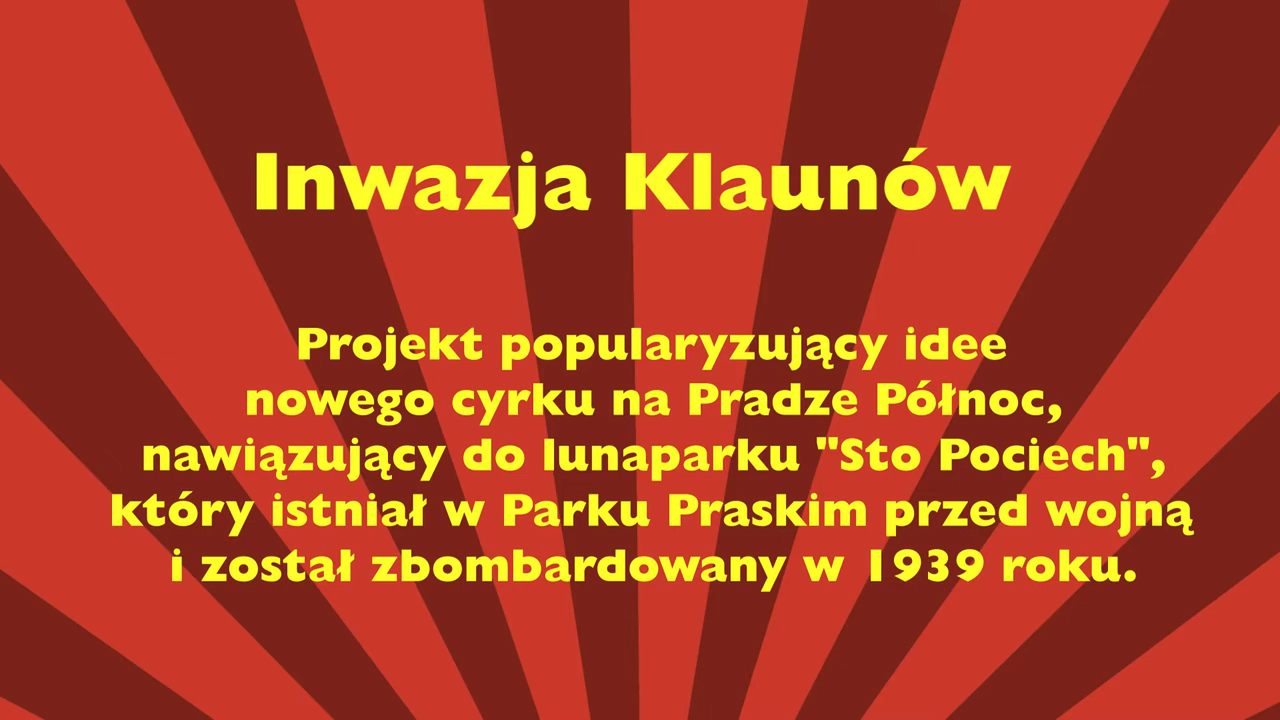 Inwazja Klaunów
Projekt popularyzujący idee
nowego cyrku na Pradze Północ,
nawiązujący do lunaparku "Sto Pociech",
który istniał w Parku Praskim przed wojną
i został zbombardowany w 1939 roku.